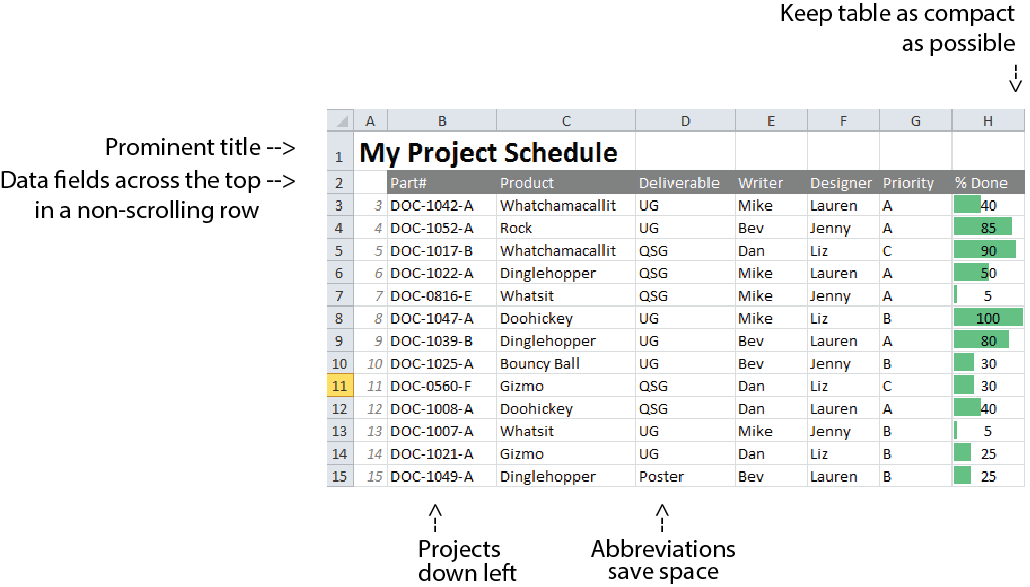 Keep table as compact
as possible
A B C D E F G H
Prominent title -->
1 My Project Schedule
Data fields across the top -->
in a non-scrolling row
2 Part# Product Deliverable Writer Designer Priority % Done
3 3 DOC-1042-A Whatchamacallit UG Mike Lauren A 40
4 4 DOC-1052-A Rock UG Bev Jenny A 85
5 5 DOC-1017-B Whatchamacallit QSG Dan Liz C 90
6 6 DOC-1022-A Dinglehopper QSG Mike Lauren A 50
7 7 DOC-0816-E Whatsit QSG Mike Jenny A 5
8 8 DOC-1047-A Doohickey UG Mike Liz B 100
9 9 DOC-1039-B Dinglehopper UG Bev Lauren A 80
10 10 DOC-1025-A Bouncy Ball UG Bev Jenny B 30
11 11 DOC-0560-F Gizmo QSG Dan Liz C 30
12 12 DOC-1008-A Doohickey QSG Dan Lauren A 40
13 13 DOC-1007-A Whatsit UG Mike Jenny B 5
14 14 DOC-1021-A Gizmo UG Dan Liz B 25
15 15 DOC-1049-A Dinglehopper Poster Bev Lauren B 25
Projects
down left
Abbreviations
save space